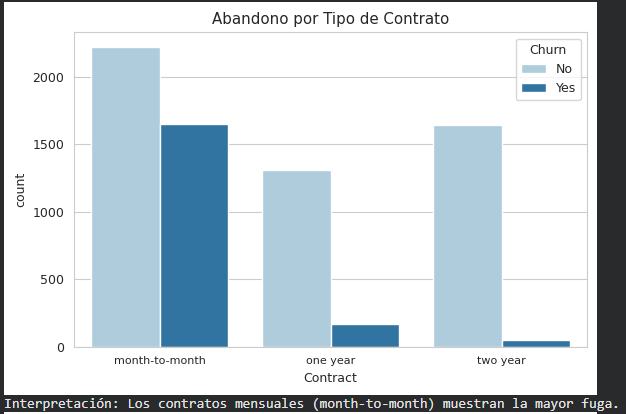 Abandono por Tipo de Contrato
Churn
No
Yes
2000
1500
1000
500
0
count
month-to-month one year two year
Contract
Interpretación: Los contratos mensuales (month-to-month) muestran la mayor fuga.